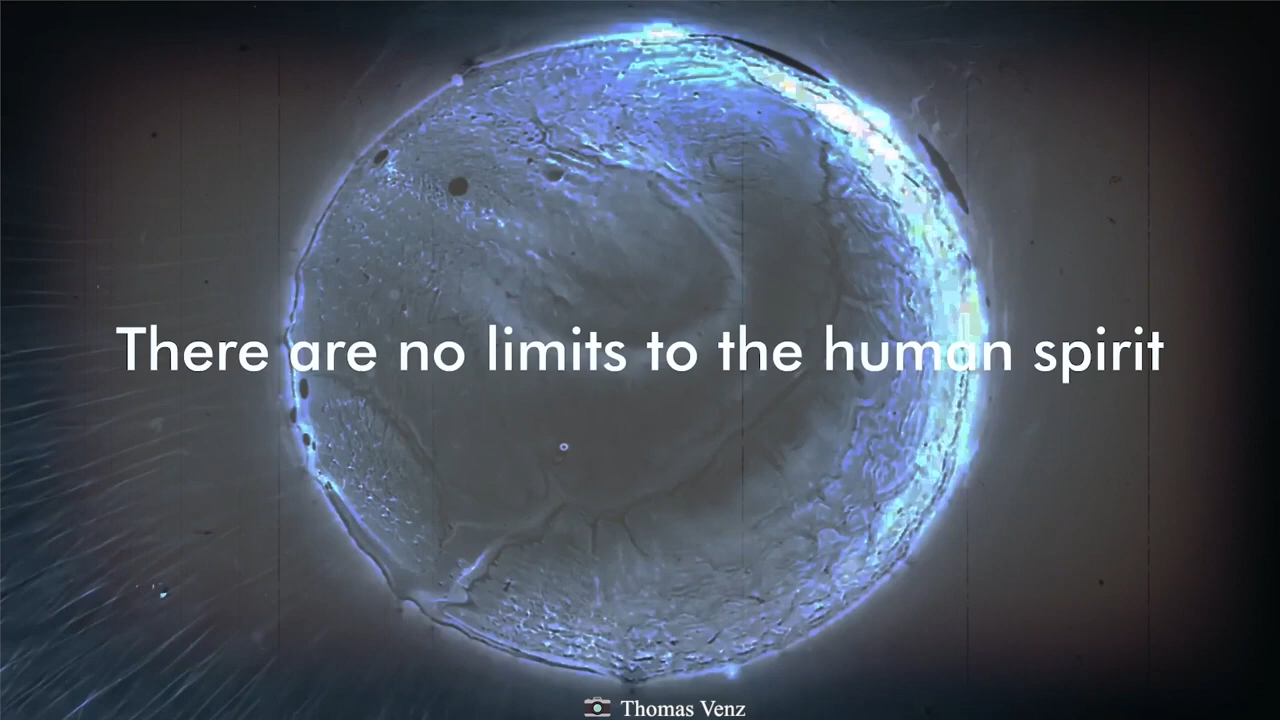 There are no limits to the human spirit
Thomas Venz